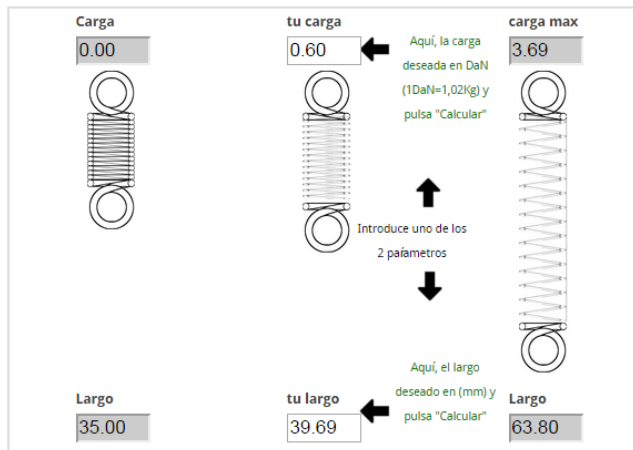 Carga
0.00
tu carga
0.60
Aquí, la carga
deseada en DaN
(1DaN=1,02Kg) y
pulsa "Calcular"
carga max
3.69
Introduce uno de los
2 paíametros
Aquí, el largo
deseado en (mm) y
pulsa "Calcular"
Largo
35.00
tu largo
39.69
Largo
63.80